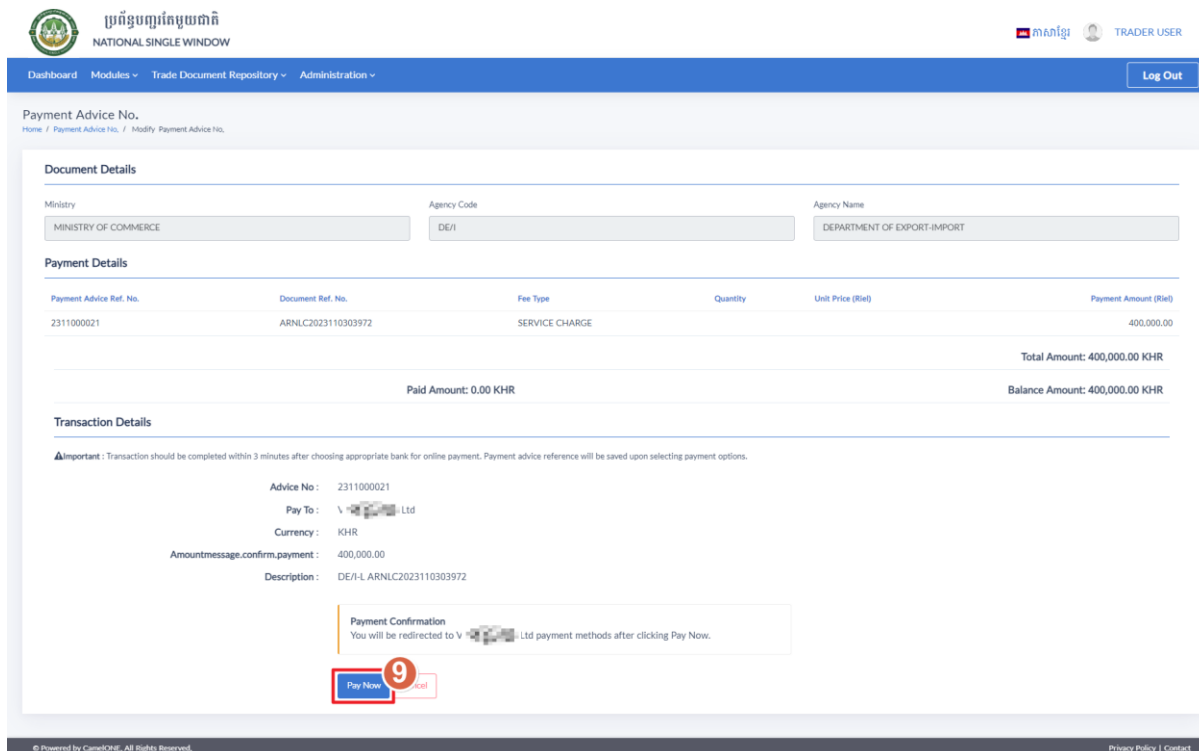 ប្រព័ន្ធបញ្ជរតែមួយជាតិ
NATIONAL SINGLE WINDOW
ភាសាខ្មែរ TRADER USER
Dashboard Modules Trade Document Repository Administration Log Out
Payment Advice No.
Home / Payment Advice No. / Modify Payment Advice No.
Document Details
Ministry Agency Code Agency Name
MINISTRY OF COMMERCE DE/I DEPARTMENT OF EXPORT-IMPORT
Payment Details
Payment Advice Ref. No. Document Ref. No. Fee Type Quantity Unit Price (Riel) Payment Amount (Riel)
2311000021 ARNLC2023110303972 SERVICE CHARGE 400,000.00
Total Amount: 400,000.00 KHR
Paid Amount: 0.00 KHR Balance Amount: 400,000.00 KHR
Transaction Details
Important : Transaction should be completed within 3 minutes after choosing appropriate bank for online payment. Payment advice reference will be saved upon selecting payment options.
Advice No : 2311000021
Pay To : V Ltd
Currency : KHR
Amountmessage.confirm.payment : 400,000.00
Description : DE/I-L ARNLC2023110303972
Payment Confirmation
You will be redirected to V Ltd payment methods after clicking Pay Now.
9
Pay Now cel
© Powered by CamelONE. All Rights Reserved. Privacy Policy | Contact